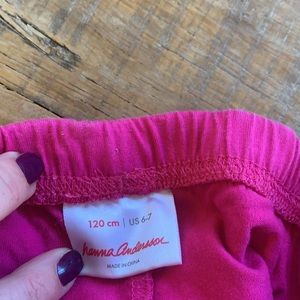 120 cm | US 6-7
hanna andersson
MADE IN CHINA